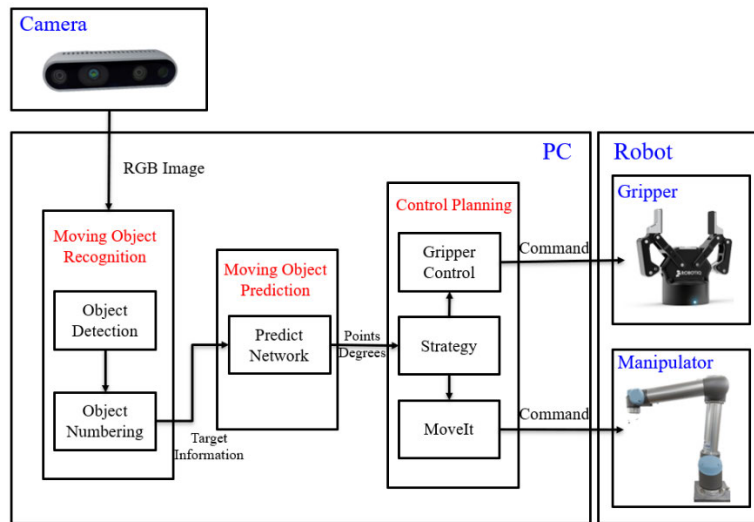 Camera
PC
Robot
RGB Image
Moving Object
Recognition
Object
Detection
Object
Numbering
Target
Information
Moving Object
Prediction
Predict
Network
Points
Degrees
Control Planning
Gripper
Control
Strategy
MoveIt
Command
Command
Gripper
ROBOTIQ
Manipulator